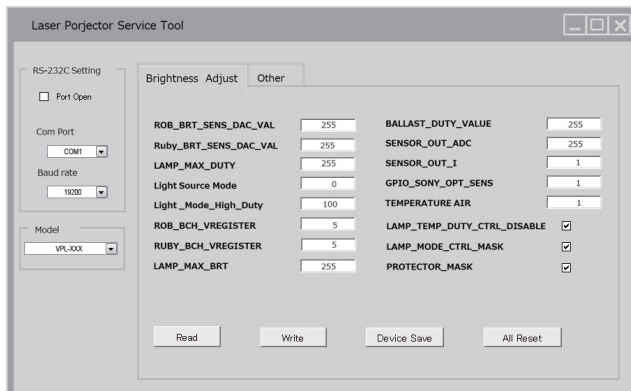 Laser Porjector Service Tool
RS-232C Setting
Port Open
Com Port
COM1
Baud rate
19200
Model
VPL-XXX
Brightness Adjust Other
ROB_BRT_SENS_DAC_VAL 255
Ruby_BRT_SENS_DAC_VAL 255
LAMP_MAX_DUTY 255
Light Source Mode 0
Light _Mode_High_Duty 100
ROB_BCH_VREGISTER 5
RUBY_BCH_VREGISTER 5
LAMP_MAX_BRT 255
BALLAST_DUTY_VALUE 255
SENSOR_OUT_ADC 255
SENSOR_OUT_I 1
GPIO_SONY_OPT_SENS 1
TEMPERATURE AIR 1
LAMP_TEMP_DUTY_CTRL_DISABLE
LAMP_MODE_CTRL_MASK
PROTECTOR_MASK
Read Write Device Save All Reset